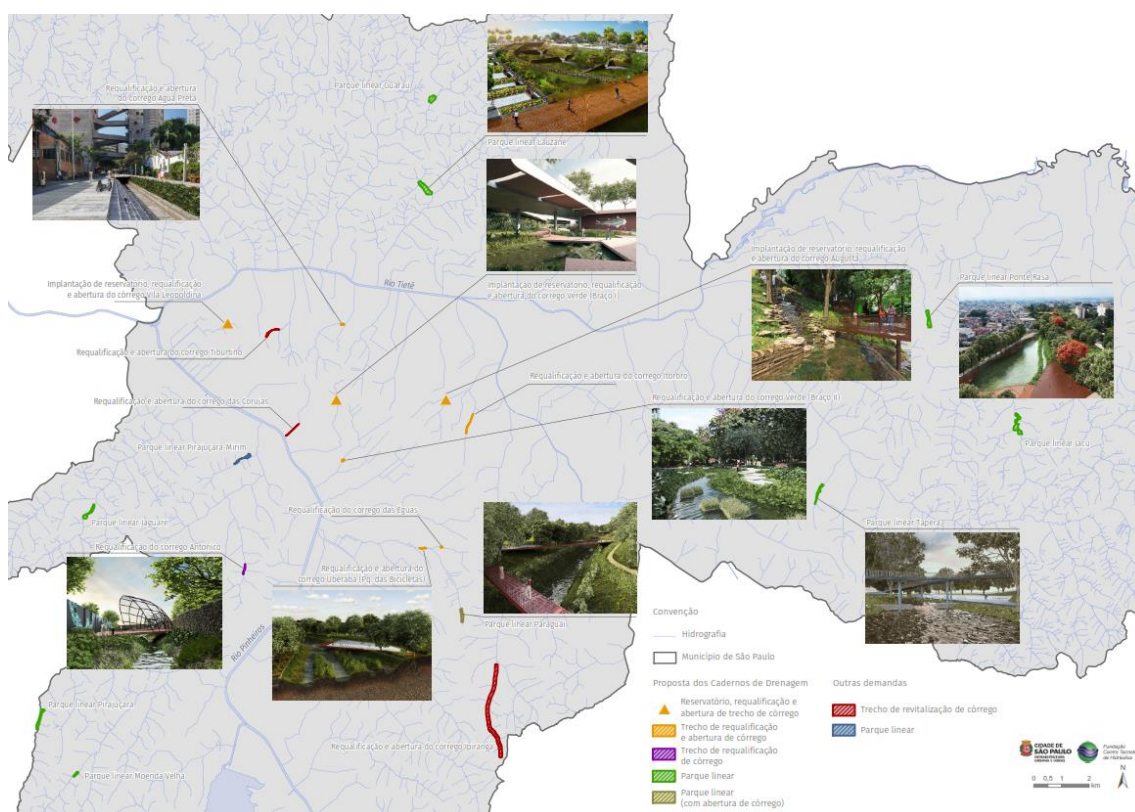 Requalificação e abertura
do córrego Água Preta
Parque linear Guaraú
Parque linear Lauzane
Implantação de reservatório, requalificação
e abertura do córrego Vila Leopoldina
Rio Tietê
Implantação de reservatório, requalificação
e abertura do córrego Verde (Braço I)
Implantação de reservatório, requalificação
e abertura do córrego Augusta
Parque linear Ponte Rasa
Requalificação e abertura do córrego Tiburtino
Requalificação e abertura do córrego das Corujas
Requalificação e abertura do córrego Itororó
Requalificação e abertura do córrego Verde (Braço II)
Parque linear Pirajuçara Mirim
Parque linear Jacu
Parque linear Jaguaré
Requalificação do córrego das Éguas
Parque linear Tapera
Requalificação do córrego Antonico
Requalificação e abertura do
córrego Uberaba (Pq. das Bicicletas)
Parque linear Paraguai
Rio Pinheiros
Parque linear Pirajuçara
Requalificação e abertura do córrego Ipiranga
Parque linear Moenda Velha
Convenção
Hidrografia
Município de São Paulo
Proposta dos Cadernos de Drenagem
Reservatório, requalificação e
abertura de trecho de córrego
Trecho de requalificação
e abertura de córrego
Trecho de requalificação
de córrego
Parque linear
Parque linear
(com abertura de córrego)
Outras demandas
Trecho de revitalização de córrego
Parque linear
CIDADE DE
SÃO PAULO
Fundação
Centro Tecnológico
de Hidráulica
0 0,5 1 2
km
N